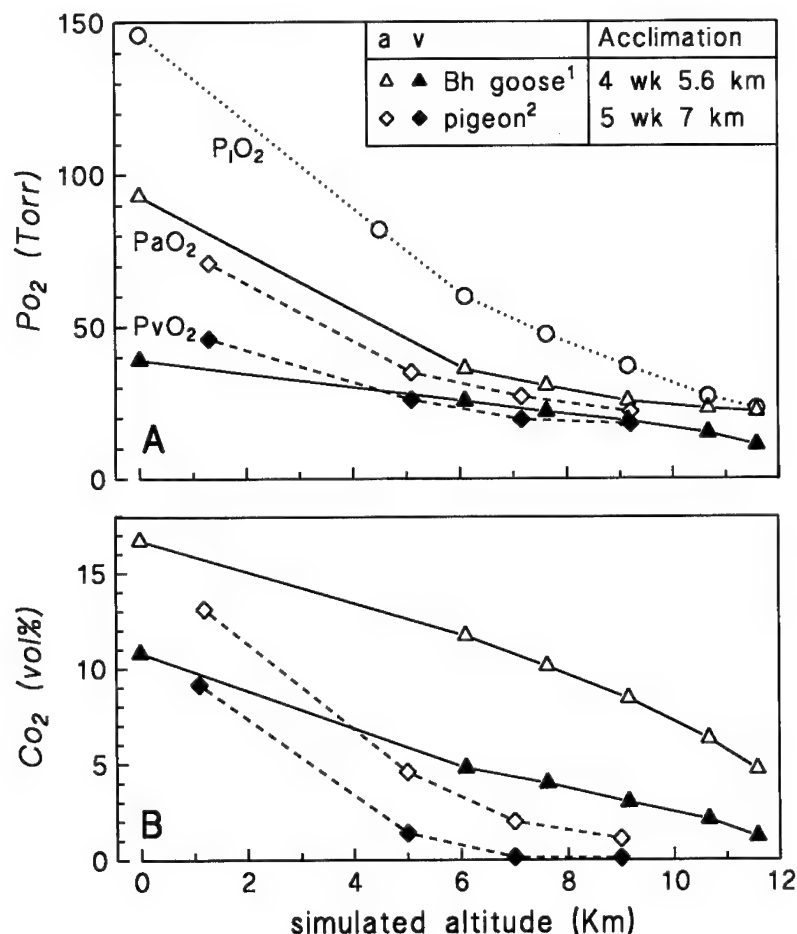 a v Acclimation
Bh goose¹ 4 wk 5.6 km
pigeon² 5 wk 7 km
150
100
50
0
Po₂ (Torr)
PIO₂
PaO₂
PvO₂
A
15
10
5
0
Co₂ (vol%)
B
0 2 4 6 8 10 12
simulated altitude (Km)